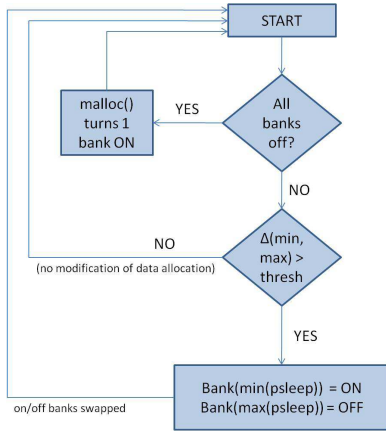 START
malloc()
turns 1
bank ON
YES
All
banks
off?
NO
Δ(min,
max) >
thresh
NO
(no modification of data allocation)
YES
Bank(min(psleep)) = ON
Bank(max(psleep)) = OFF
on/off banks swapped